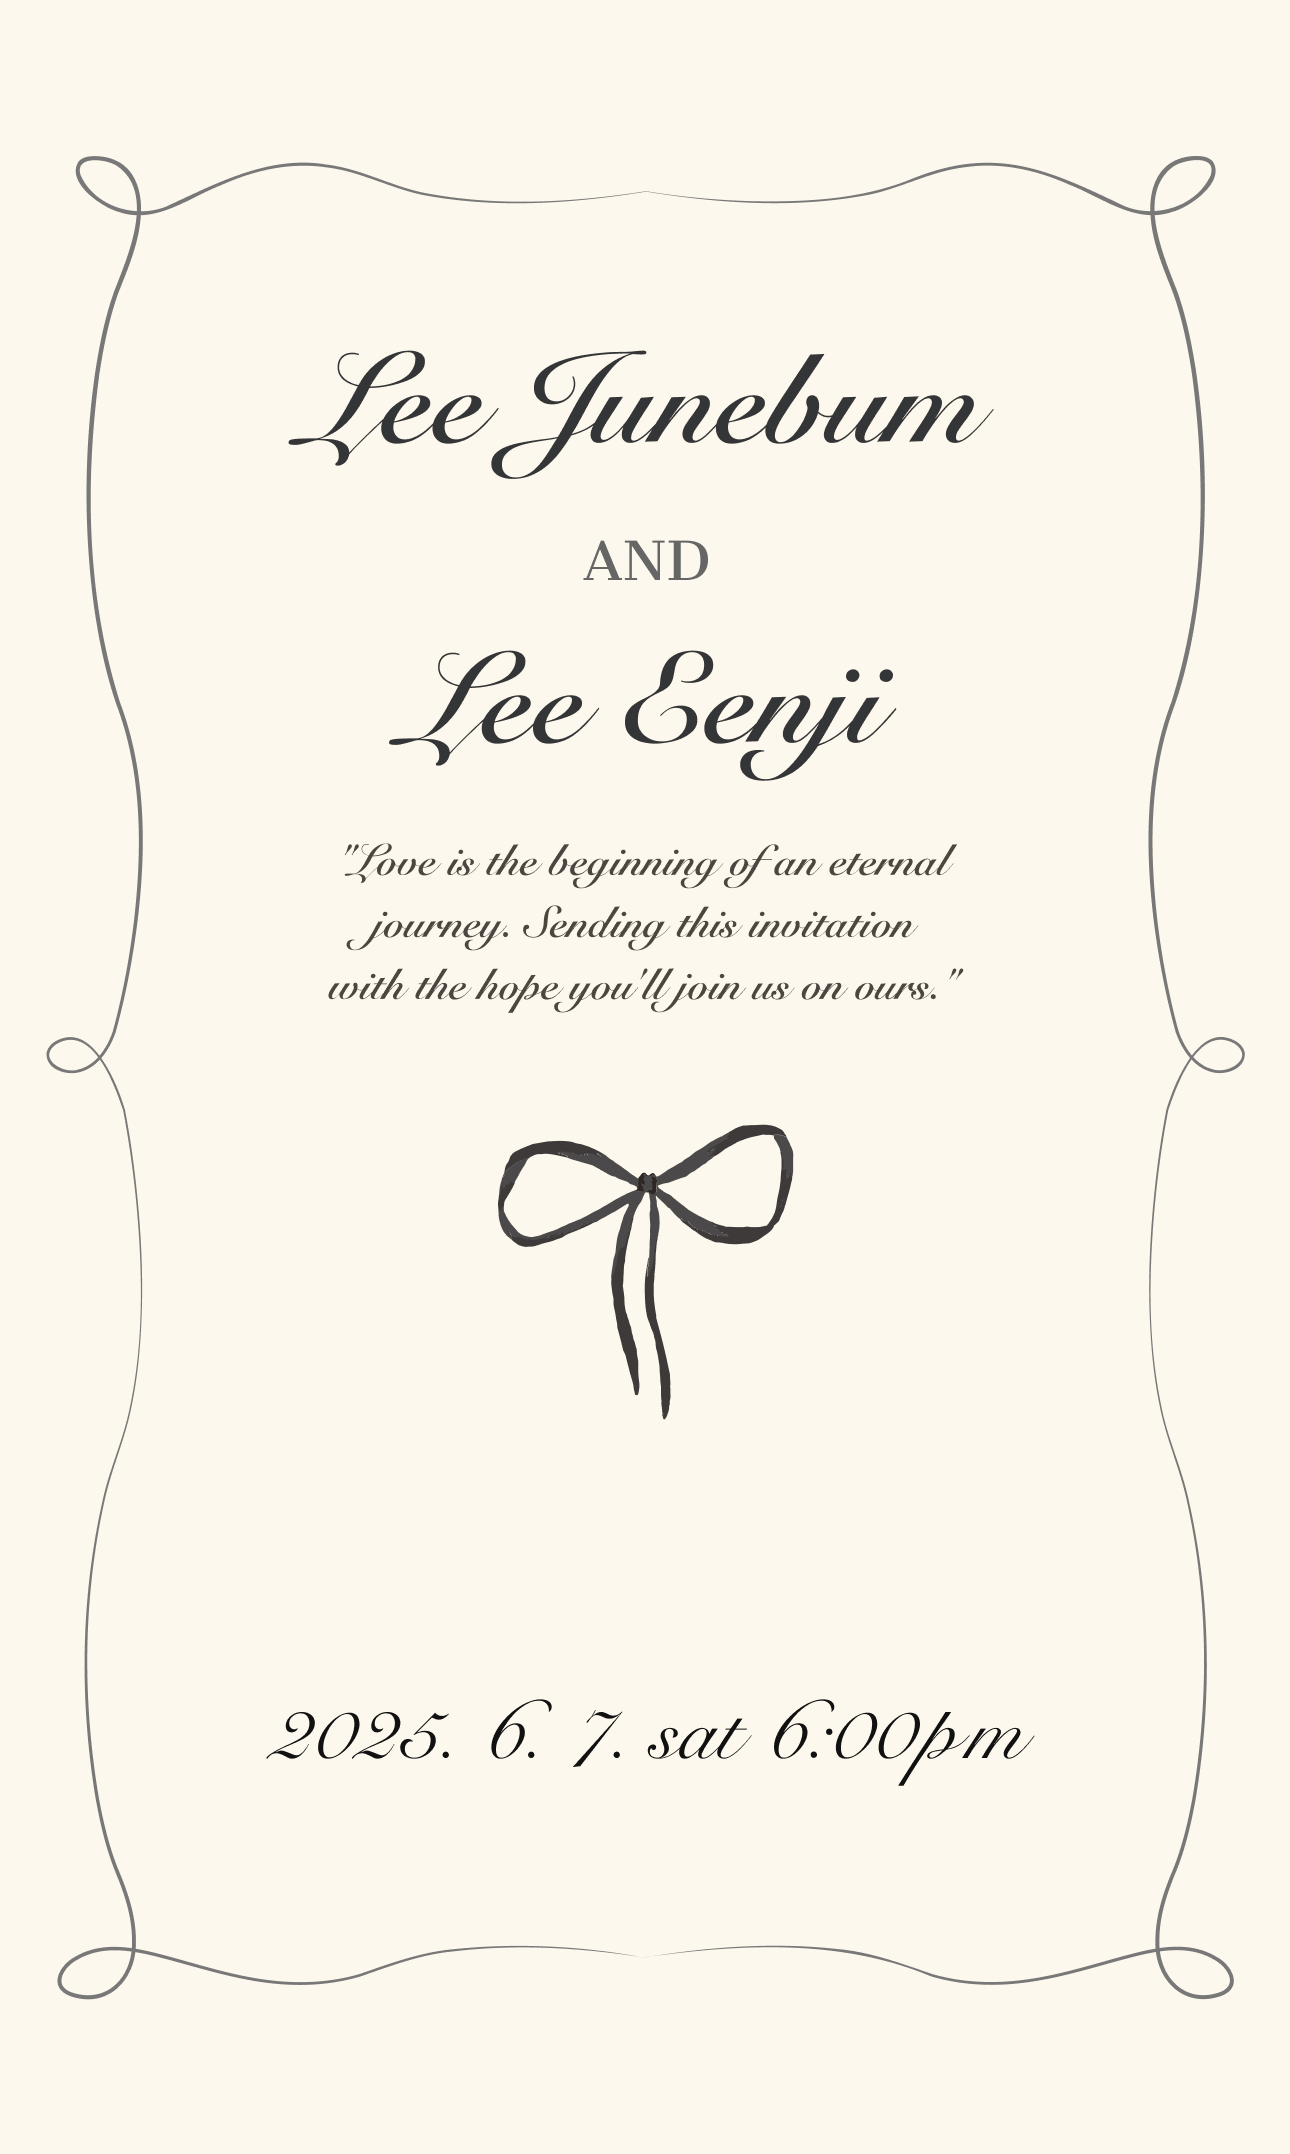 Lee Junebum
AND
Lee Eenji
"Love is the beginning of an eternal
journey. Sending this invitation
with the hope you'll join us on ours."
2025. 6. 7. sat 6:00pm